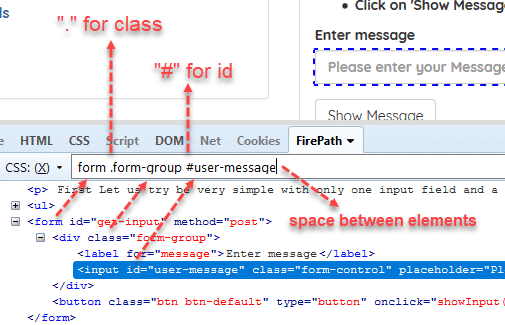 ds
"." for class
• Click on 'Show Message
Enter message
"#" for id
Please enter your Message
Show Message
e HTML CSS Script DOM Net Cookies FirePath ▼
CSS: (X) ▼ form .form-group #user-message
<p> First Let us try be very simple with only one input field and a
<ul>
space between elements
<form id="get-input" method="post">
<div class="form-group">
<label for="message">Enter message</label>
<input id="user-message" class="form-control" placeholder="Pl
</div>
<button class="btn btn-default" type="button" onclick="showInput(
</form>